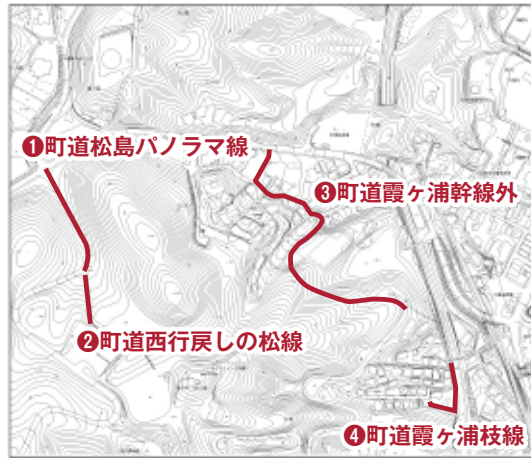 ❶町道松島パノラマ線
❸町道霞ヶ浦幹線外
❷町道西行戻しの松線
❹町道霞ヶ浦枝線